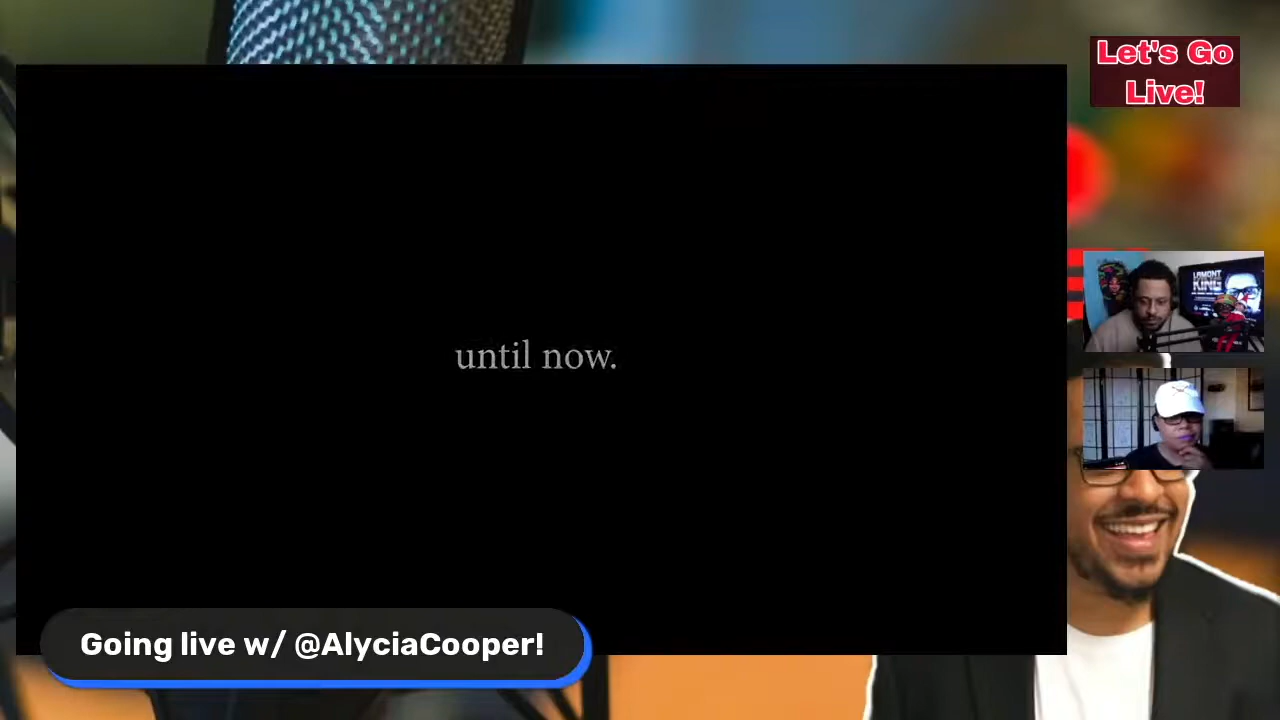 Let's Go
Live!
LAMONT
KING
until now.
Going live w/ @AlyciaCooper!